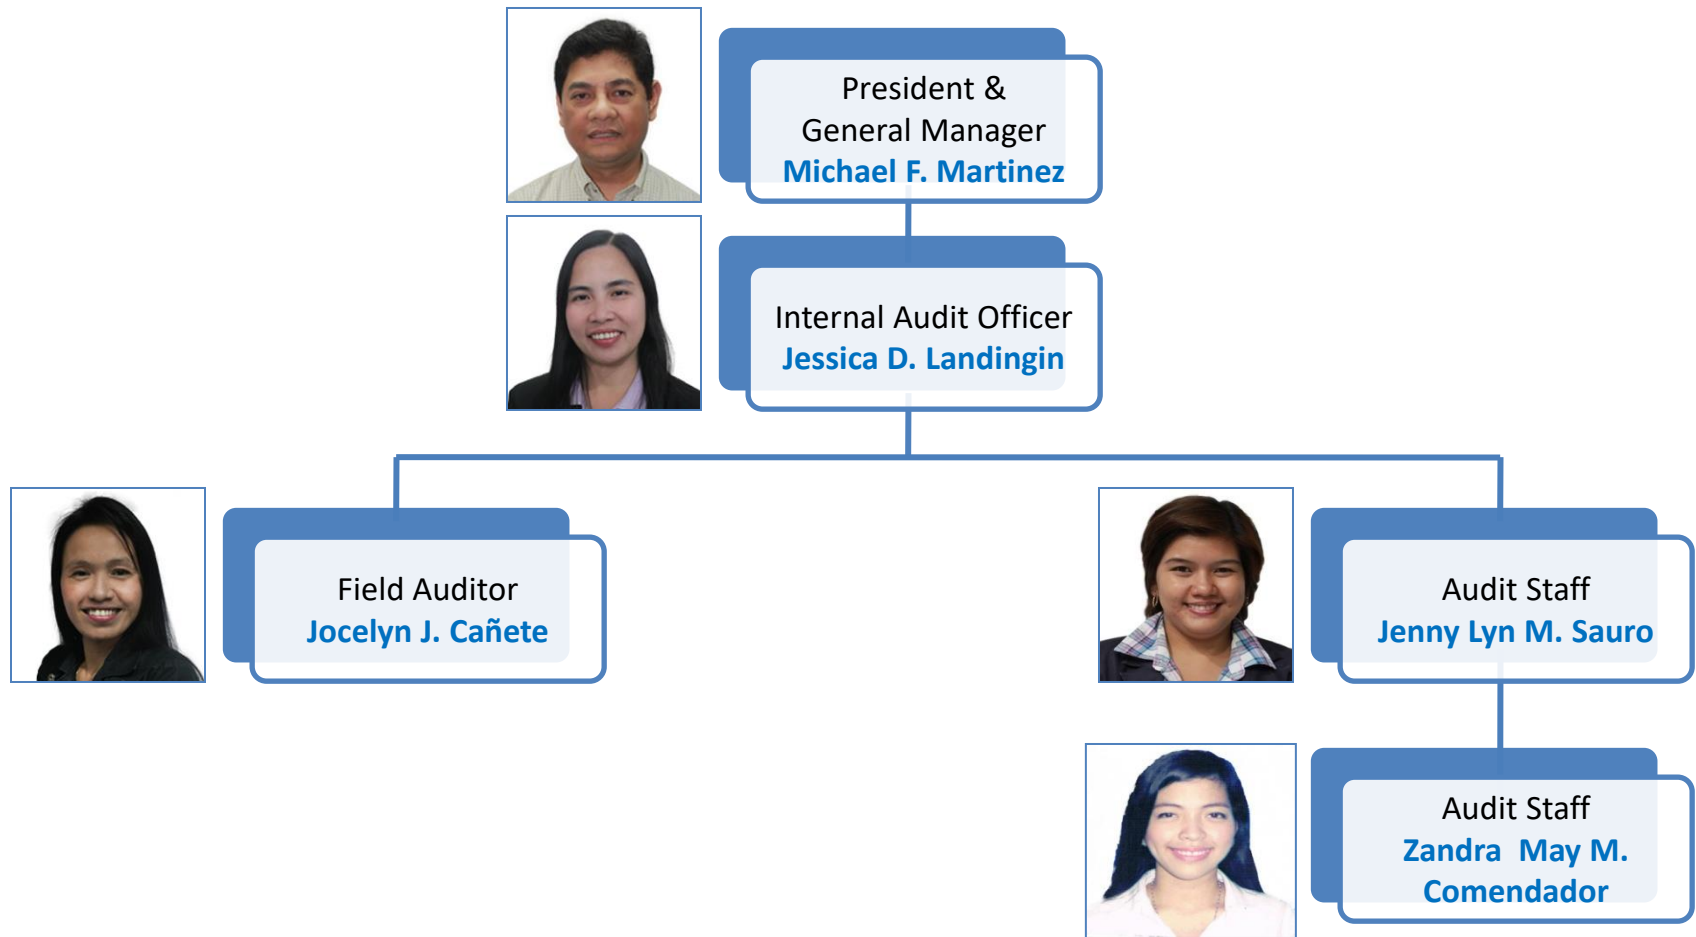 President &
General Manager
Michael F. Martinez
Internal Audit Officer
Jessica D. Landingin
Field Auditor
Jocelyn J. Cañete
Audit Staff
Jenny Lyn M. Sauro
Audit Staff
Zandra  May M.
Comendador